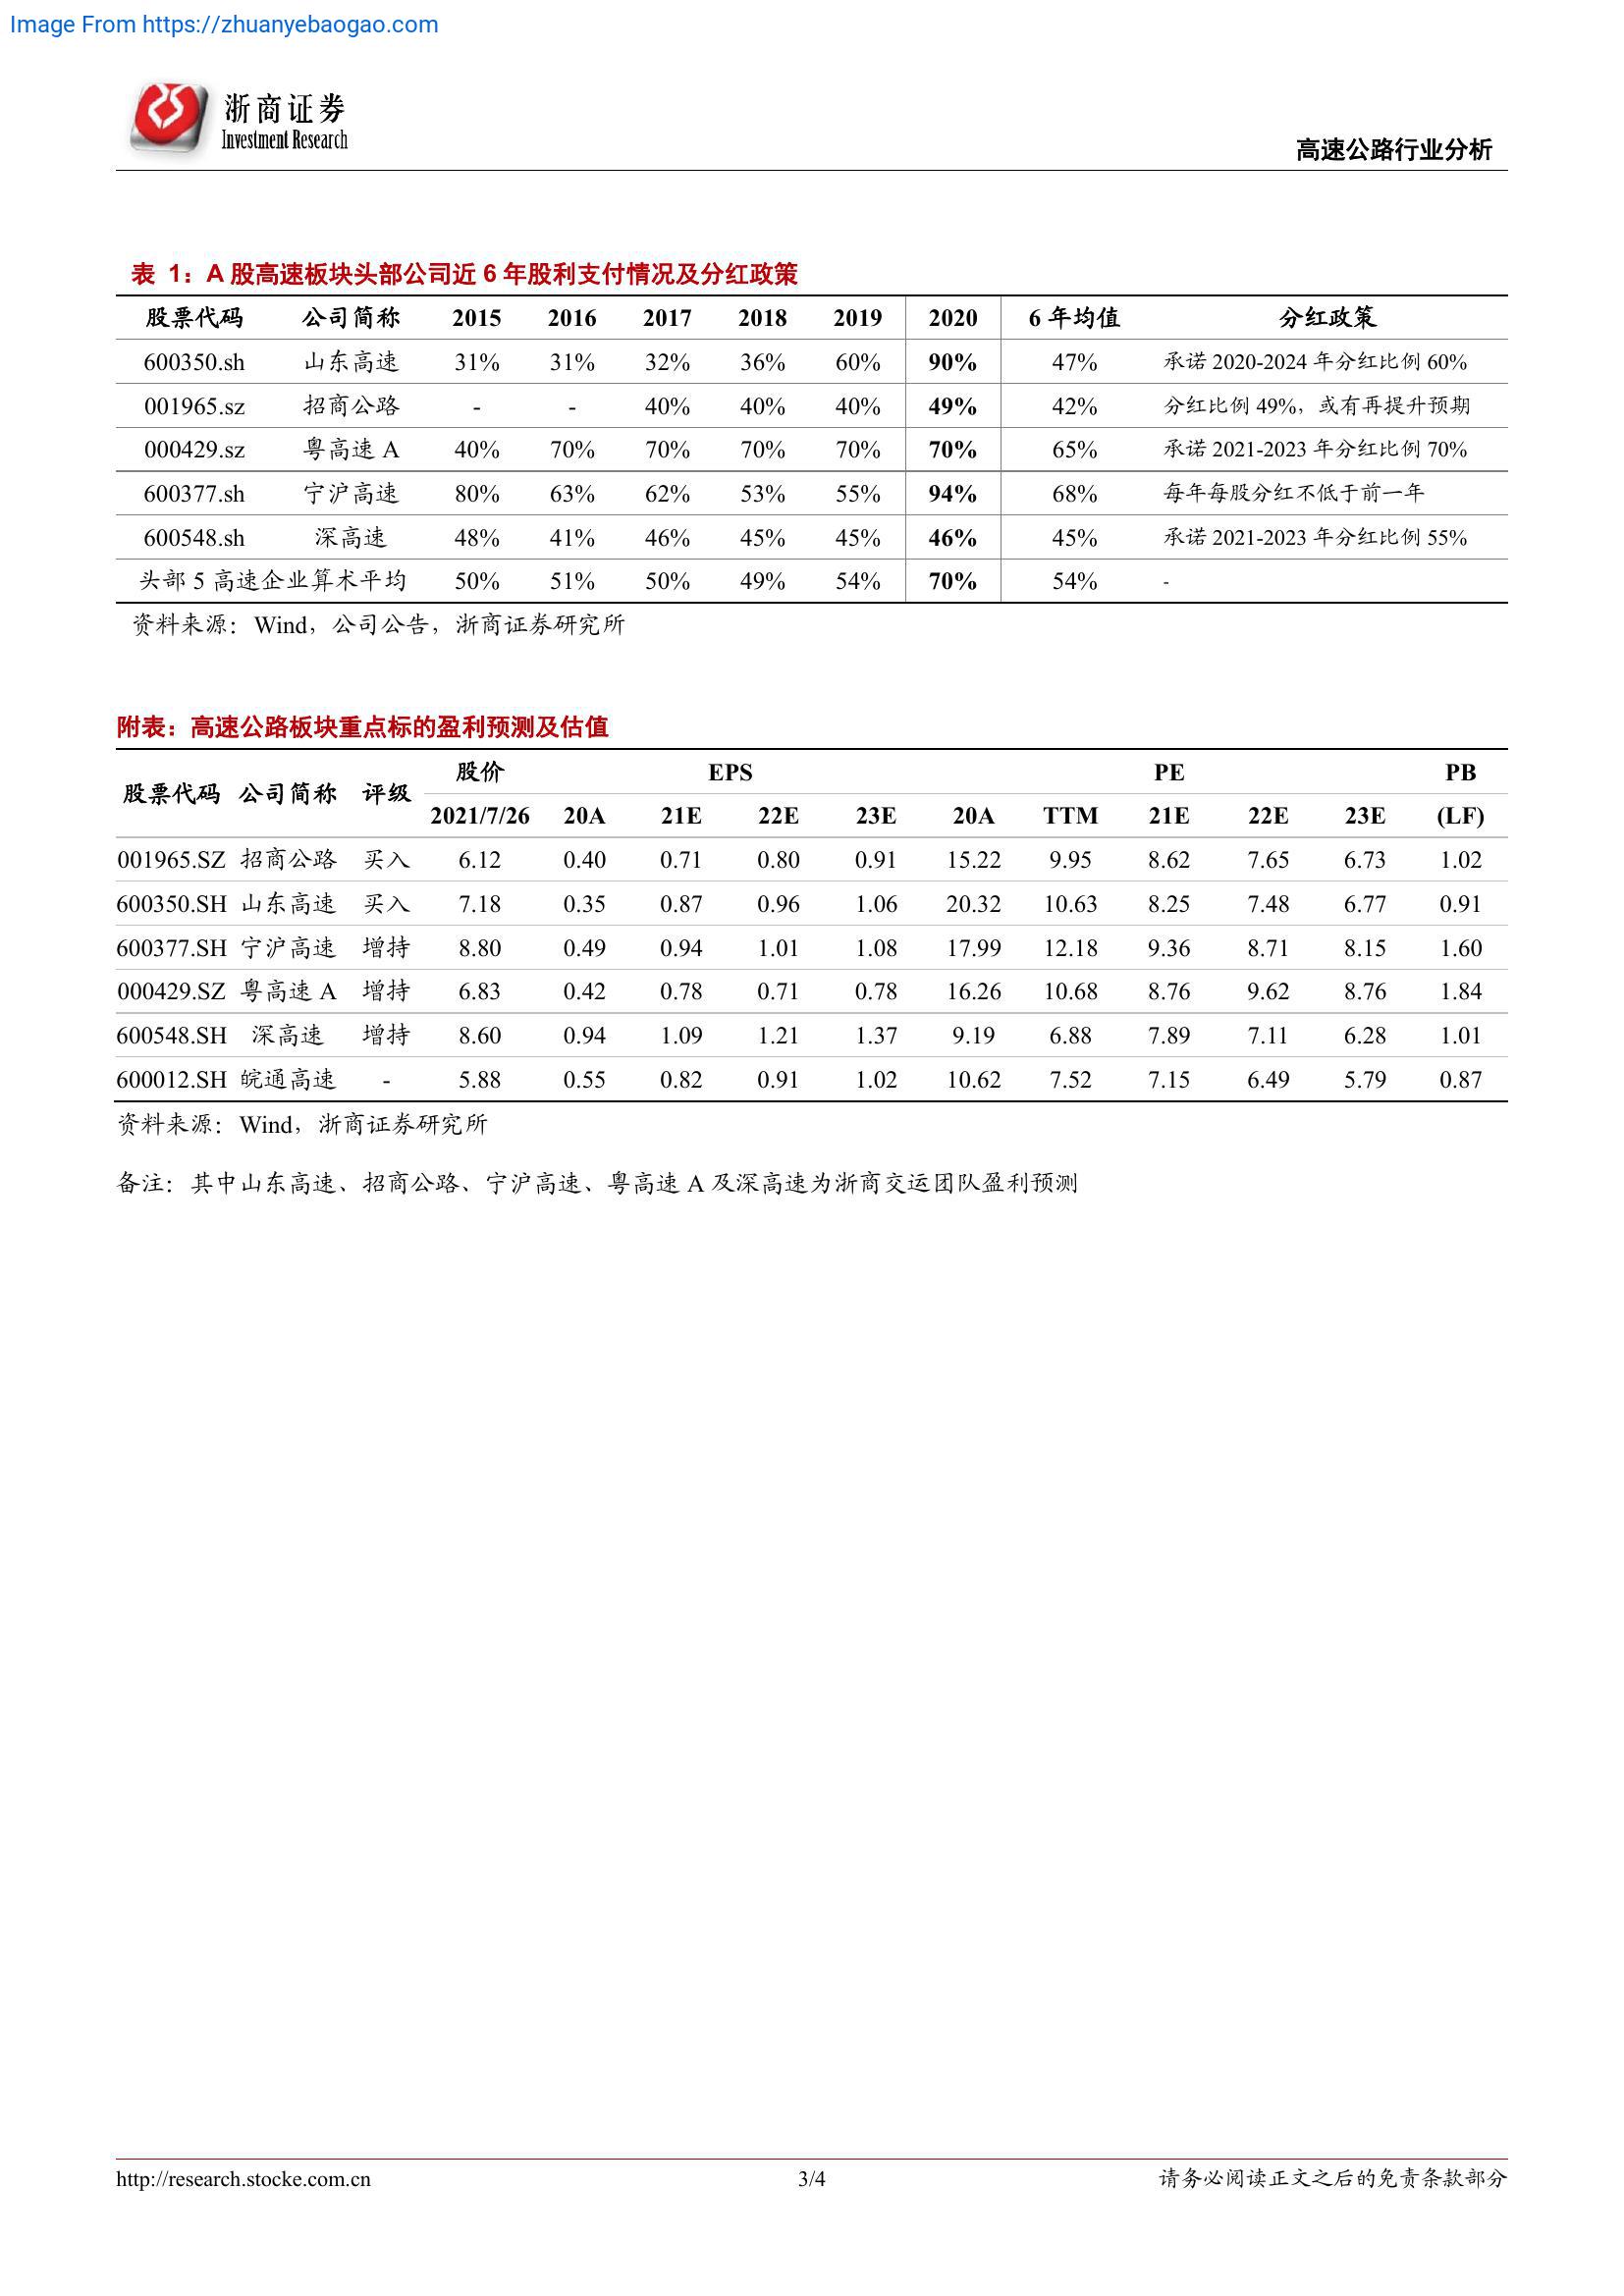 Image From https://zhuanyebaogao.com
浙商证券
Investment Research
高速公路行业分析
表 1：A 股高速板块头部公司近 6 年股利支付情况及分红政策
股票代码 公司简称 2015 2016 2017 2018 2019 2020 6 年均值 分红政策
600350.sh 山东高速 31% 31% 32% 36% 60% 90% 47% 承诺 2020-2024 年分红比例 60%
001965.sz 招商公路 - - 40% 40% 40% 49% 42% 分红比例 49%，或有再提升预期
000429.sz 粤高速 A 40% 70% 70% 70% 70% 70% 65% 承诺 2021-2023 年分红比例 70%
600377.sh 宁沪高速 80% 63% 62% 53% 55% 94% 68% 每年每股分红不低于前一年
600548.sh 深高速 48% 41% 46% 45% 45% 46% 45% 承诺 2021-2023 年分红比例 55%
头部 5 高速企业算术平均 50% 51% 50% 49% 54% 70% 54% -
资料来源：Wind，公司公告，浙商证券研究所
附表：高速公路板块重点标的盈利预测及估值
股票代码 公司简称 评级 股价 EPS PE PB
2021/7/26 20A 21E 22E 23E 20A TTM 21E 22E 23E (LF)
001965.SZ 招商公路 买入 6.12 0.40 0.71 0.80 0.91 15.22 9.95 8.62 7.65 6.73 1.02
600350.SH 山东高速 买入 7.18 0.35 0.87 0.96 1.06 20.32 10.63 8.25 7.48 6.77 0.91
600377.SH 宁沪高速 增持 8.80 0.49 0.94 1.01 1.08 17.99 12.18 9.36 8.71 8.15 1.60
000429.SZ 粤高速 A 增持 6.83 0.42 0.78 0.71 0.78 16.26 10.68 8.76 9.62 8.76 1.84
600548.SH 深高速 增持 8.60 0.94 1.09 1.21 1.37 9.19 6.88 7.89 7.11 6.28 1.01
600012.SH 皖通高速 - 5.88 0.55 0.82 0.91 1.02 10.62 7.52 7.15 6.49 5.79 0.87
资料来源：Wind，浙商证券研究所
备注：其中山东高速、招商公路、宁沪高速、粤高速 A 及深高速为浙商交运团队盈利预测
http://research.stocke.com.cn 3/4 请务必阅读正文之后的免责条款部分